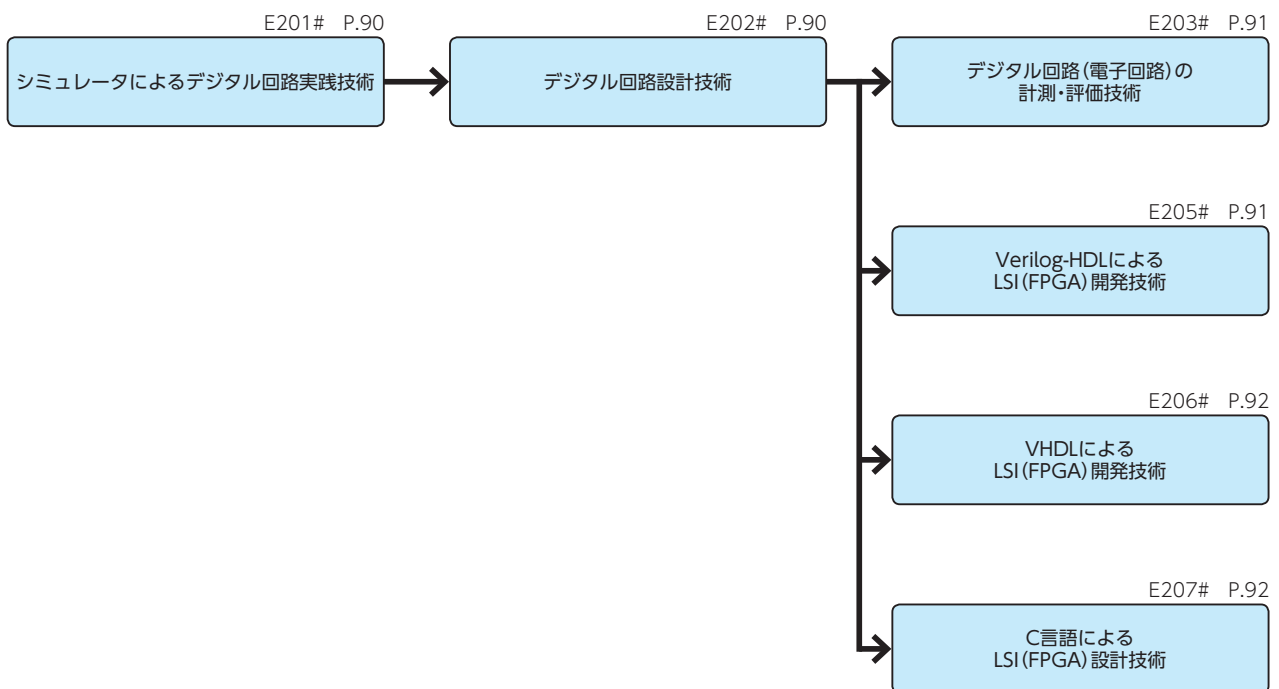 E201# P.90
シミュレータによるデジタル回路実践技術
E202# P.90
デジタル回路設計技術
E203# P.91
デジタル回路(電子回路)の
計測・評価技術
E205# P.91
Verilog-HDLによる
LSI(FPGA)開発技術
E206# P.92
VHDLによる
LSI(FPGA)開発技術
E207# P.92
C言語による
LSI(FPGA)設計技術